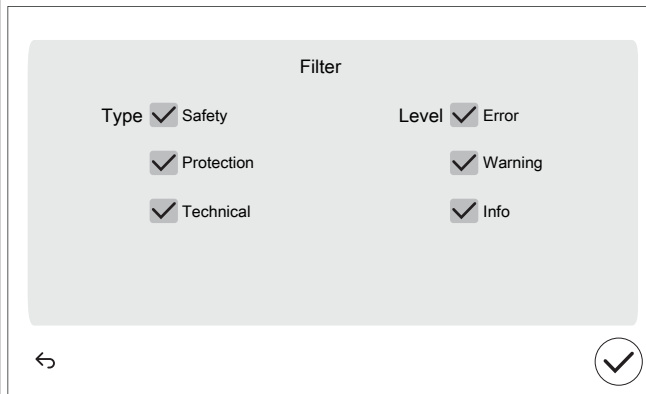 Filter
Type Safety Level Error
Protection Warning
Technical Info